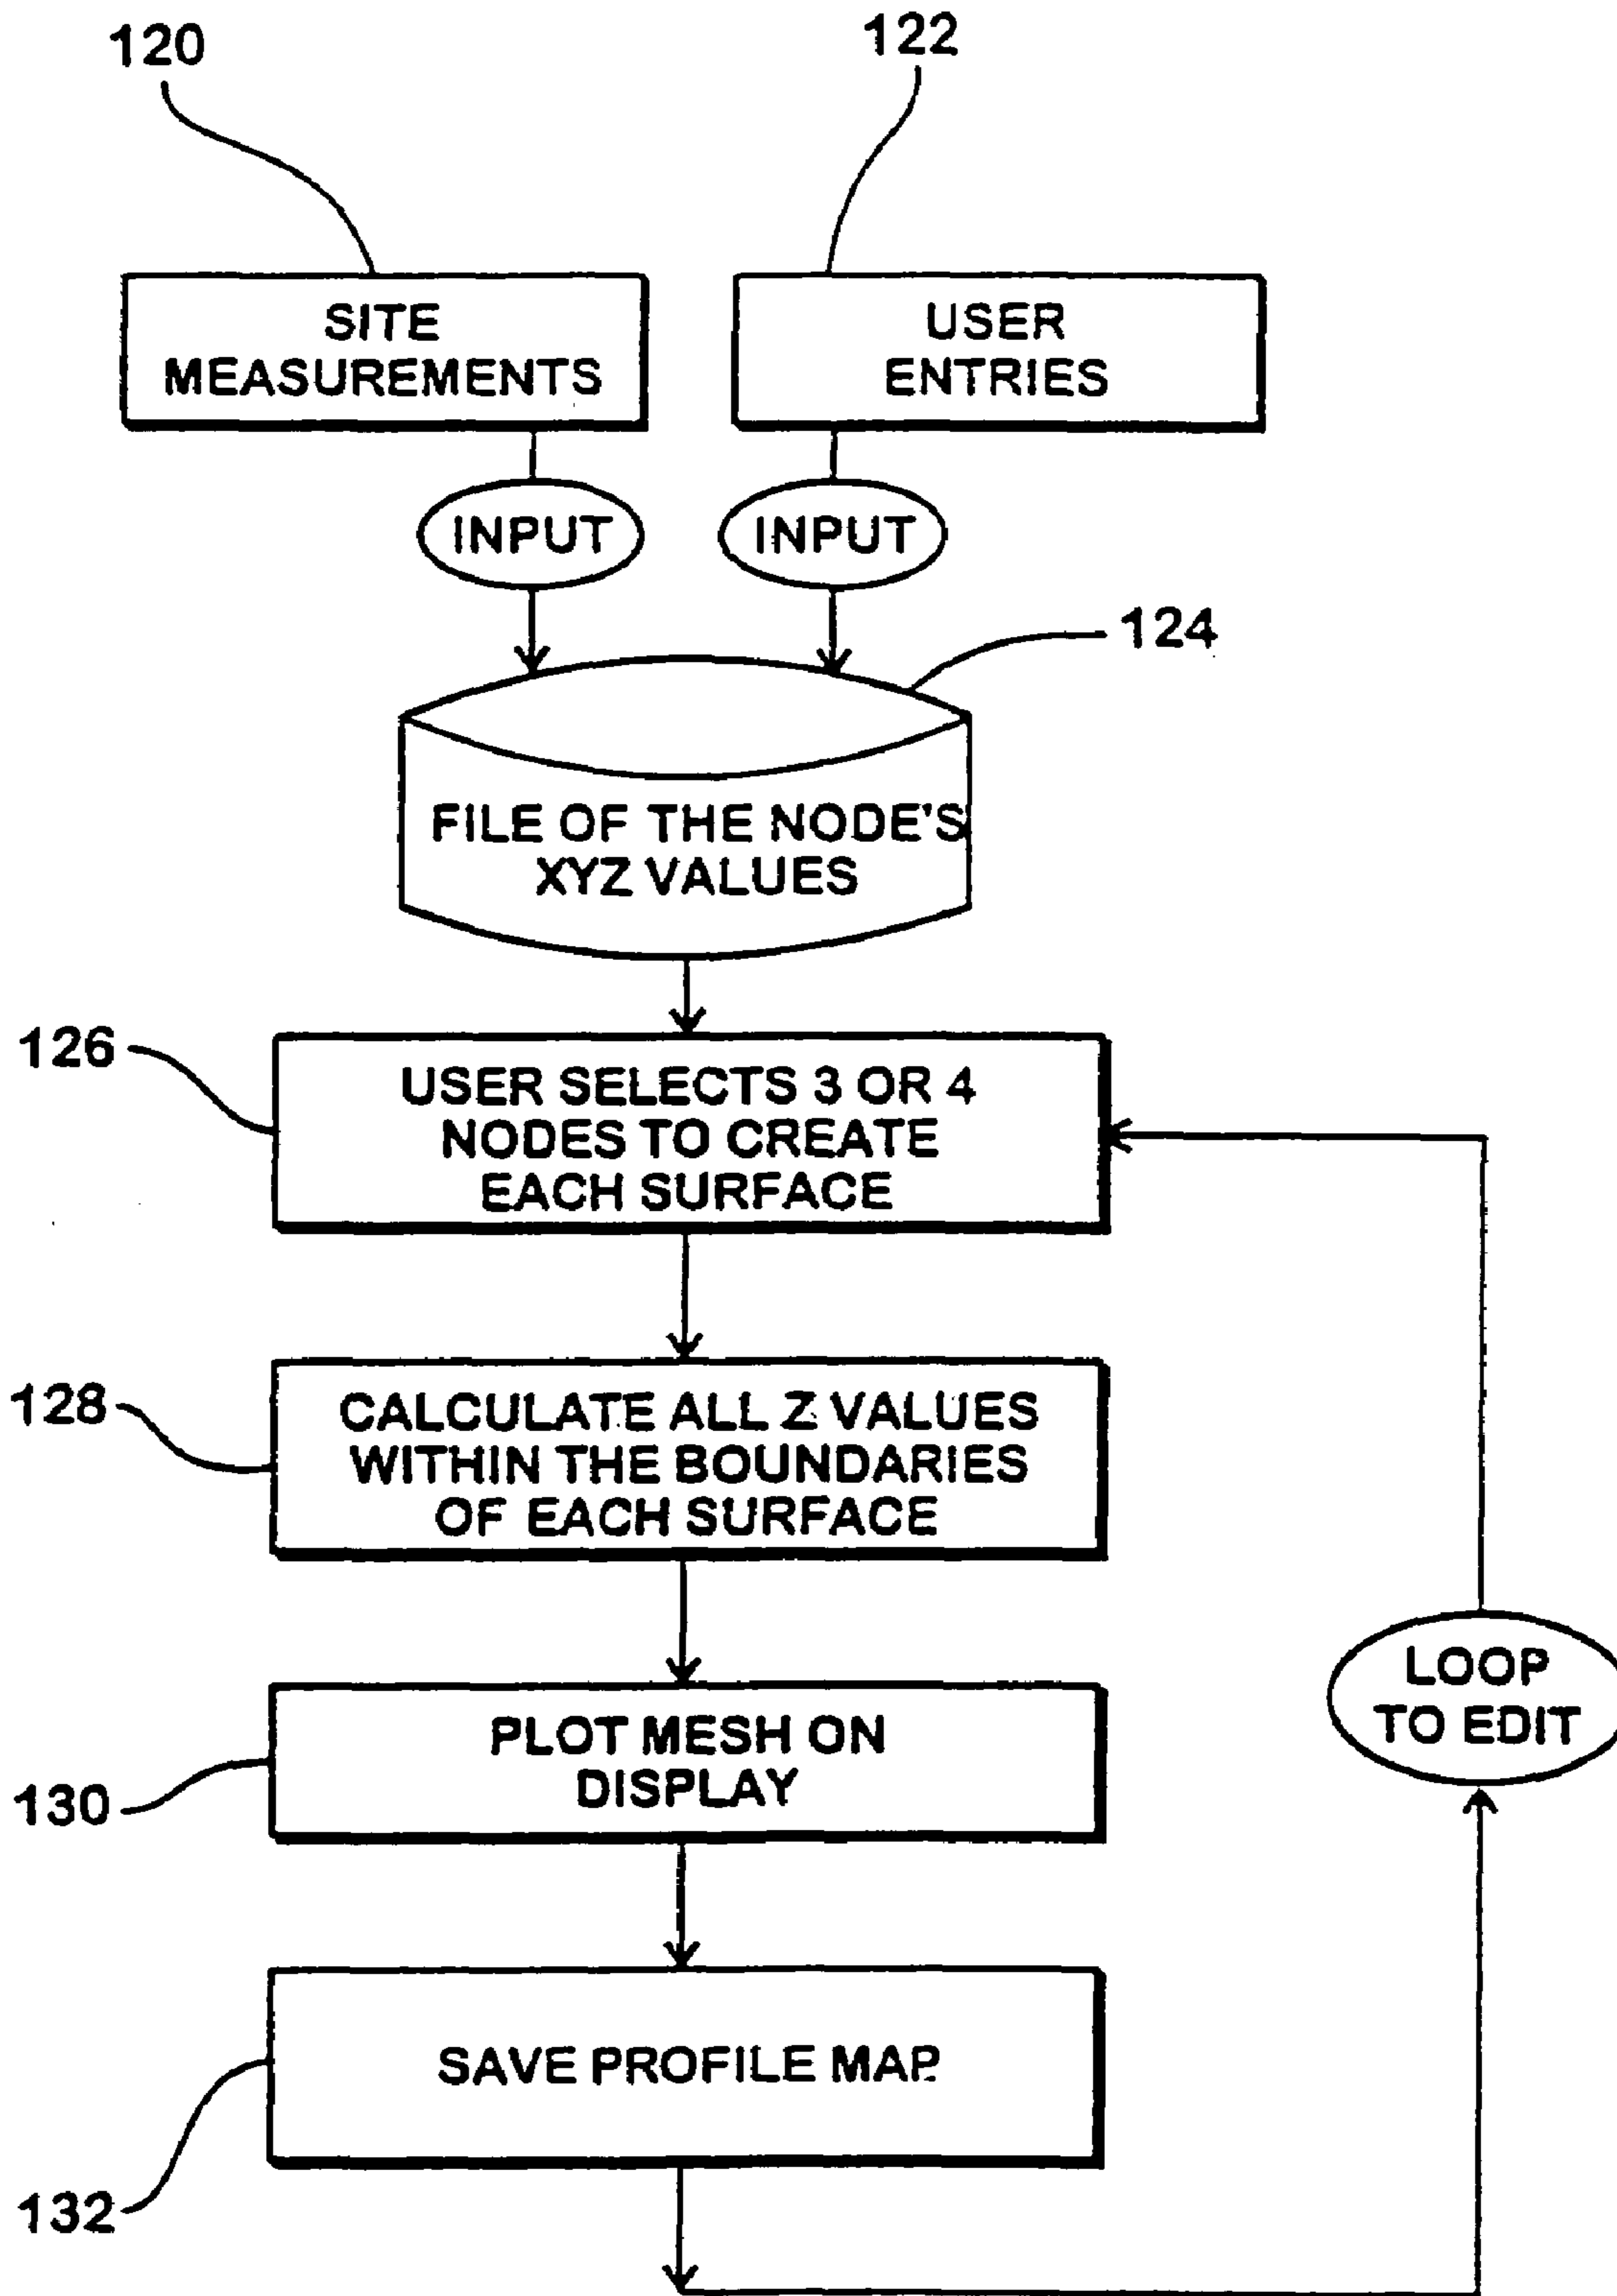 120
122
SITE
MEASUREMENTS
USER
ENTRIES
INPUT
INPUT
124
FILE OF THE NODE'S
XYZ VALUES
126
USER SELECTS 3 OR 4
NODES TO CREATE
EACH SURFACE
128
CALCULATE ALL Z VALUES
WITHIN THE BOUNDARIES
OF EACH SURFACE
LOOP
TO EDIT
130
PLOT MESH ON
DISPLAY
SAVE PROFILE MAP
132